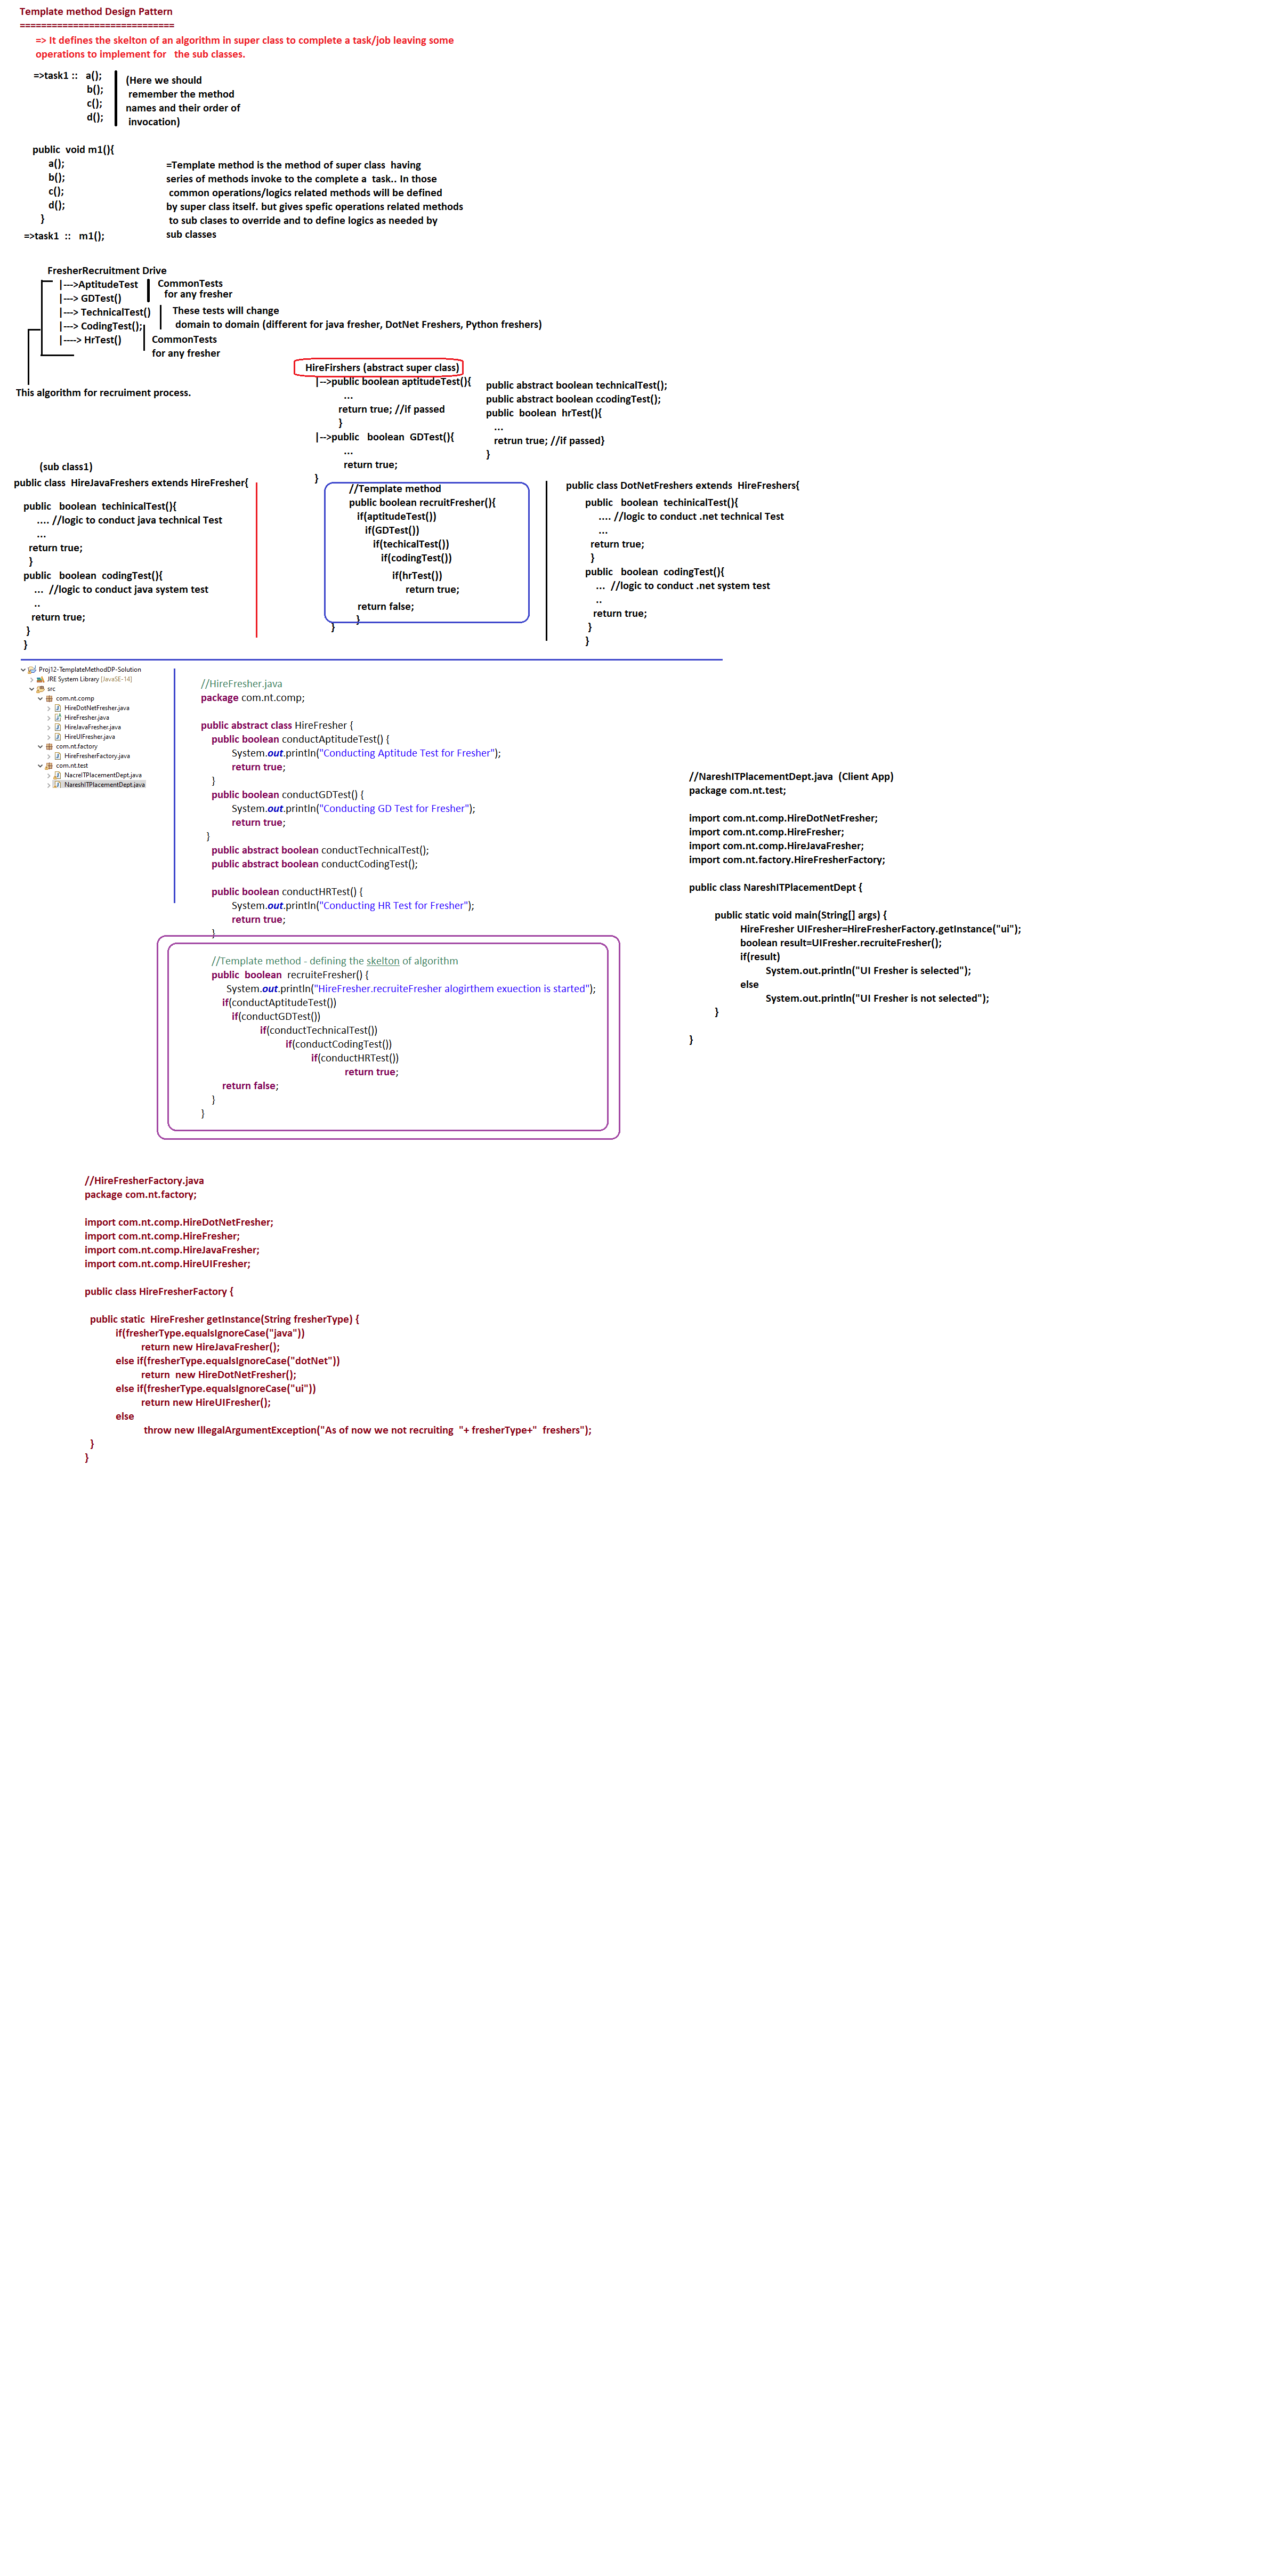 Template method Design Pattern
=============================
=> It defines the skelton of an algorithm in super class to complete a task/job leaving some
operations to implement for   the sub classes.
=>task1 ::   a();
b();
c();
d();
(Here we should
remember the method
names and their order of
invocation)
public  void m1(){
a();
b();
c();
d();
}
=>task1  ::   m1();
=Template method is the method of super class  having
series of methods invoke to the complete a  task.. In those
common operations/logics related methods will be defined
by super class itself. but gives spefic operations related methods
to sub clases to override and to define logics as needed by
sub classes
FresherRecruitment Drive
|--->AptitudeTest
|---> GDTest()
|---> TechnicalTest()
|---> CodingTest();
|----> HrTest()
CommonTests
for any fresher
These tests will change
domain to domain (different for java fresher, DotNet Freshers, Python freshers)
CommonTests
for any fresher
This algorithm for recruiment process.
HireFirshers (abstract super class)
|-->public boolean aptitudeTest(){
...
return true; //if passed
}
|-->public   boolean  GDTest(){
...
return true;
}
public abstract boolean technicalTest();
public abstract boolean ccodingTest();
public  boolean  hrTest(){
...
retrun true; //if passed}
}
(sub class1)
public class  HireJavaFreshers extends HireFresher{
public   boolean  techinicalTest(){
.... //logic to conduct java technical Test
...
return true;
}
public   boolean  codingTest(){
...  //logic to conduct java system test
..
return true;
}
}
//Template method
public boolean recruitFresher(){
if(aptitudeTest())
if(GDTest())
if(techicalTest())
if(codingTest())
if(hrTest())
return true;
return false;
}
}
public class DotNetFreshers extends  HireFreshers{
public   boolean  techinicalTest(){
.... //logic to conduct .net technical Test
...
return true;
}
public   boolean  codingTest(){
...  //logic to conduct .net system test
..
return true;
}
}
Proj12-TemplateMethodDP-Solution
JRE System Library [JavaSE-14]
src
com.nt.comp
HireDotNetFresher.java
HireFresher.java
HireJavaFresher.java
HireUIFresher.java
com.nt.factory
HireFresherFactory.java
com.nt.test
NacreITPlacementDept.java
NareshITPlacementDept.java
//HireFresher.java
package com.nt.comp;
public abstract class HireFresher {
public boolean conductAptitudeTest() {
System.out.println("Conducting Aptitude Test for Fresher");
return true;
}
public boolean conductGDTest() {
System.out.println("Conducting GD Test for Fresher");
return true;
}
public abstract boolean conductTechnicalTest();
public abstract boolean conductCodingTest();
public boolean conductHRTest() {
System.out.println("Conducting HR Test for Fresher");
return true;
}
//Template method - defining the skelton of algorithm
public  boolean  recruiteFresher() {
System.out.println("HireFresher.recruiteFresher alogirthem exuection is started");
if(conductAptitudeTest())
if(conductGDTest())
if(conductTechnicalTest())
if(conductCodingTest())
if(conductHRTest())
return true;
return false;
}
}
//NareshITPlacementDept.java  (Client App)
package com.nt.test;
import com.nt.comp.HireDotNetFresher;
import com.nt.comp.HireFresher;
import com.nt.comp.HireJavaFresher;
import com.nt.factory.HireFresherFactory;
public class NareshITPlacementDept {
public static void main(String[] args) {
HireFresher UIFresher=HireFresherFactory.getInstance("ui");
boolean result=UIFresher.recruiteFresher();
if(result)
System.out.println("UI Fresher is selected");
else
System.out.println("UI Fresher is not selected");
}
}
//HireFresherFactory.java
package com.nt.factory;
import com.nt.comp.HireDotNetFresher;
import com.nt.comp.HireFresher;
import com.nt.comp.HireJavaFresher;
import com.nt.comp.HireUIFresher;
public class HireFresherFactory {
public static  HireFresher getInstance(String fresherType) {
if(fresherType.equalsIgnoreCase("java"))
return new HireJavaFresher();
else if(fresherType.equalsIgnoreCase("dotNet"))
return  new HireDotNetFresher();
else if(fresherType.equalsIgnoreCase("ui"))
return new HireUIFresher();
else
throw new IllegalArgumentException("As of now we not recruiting  "+ fresherType+"  freshers");
}
}